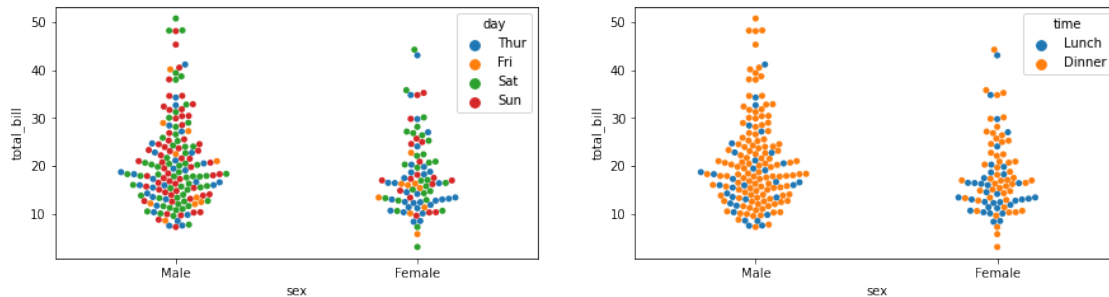 day
Thur
Fri
Sat
Sun
50
40
30
20
10
total_bill
Male
Female
sex
time
Lunch
Dinner
50
40
30
20
10
total_bill
Male
Female
sex